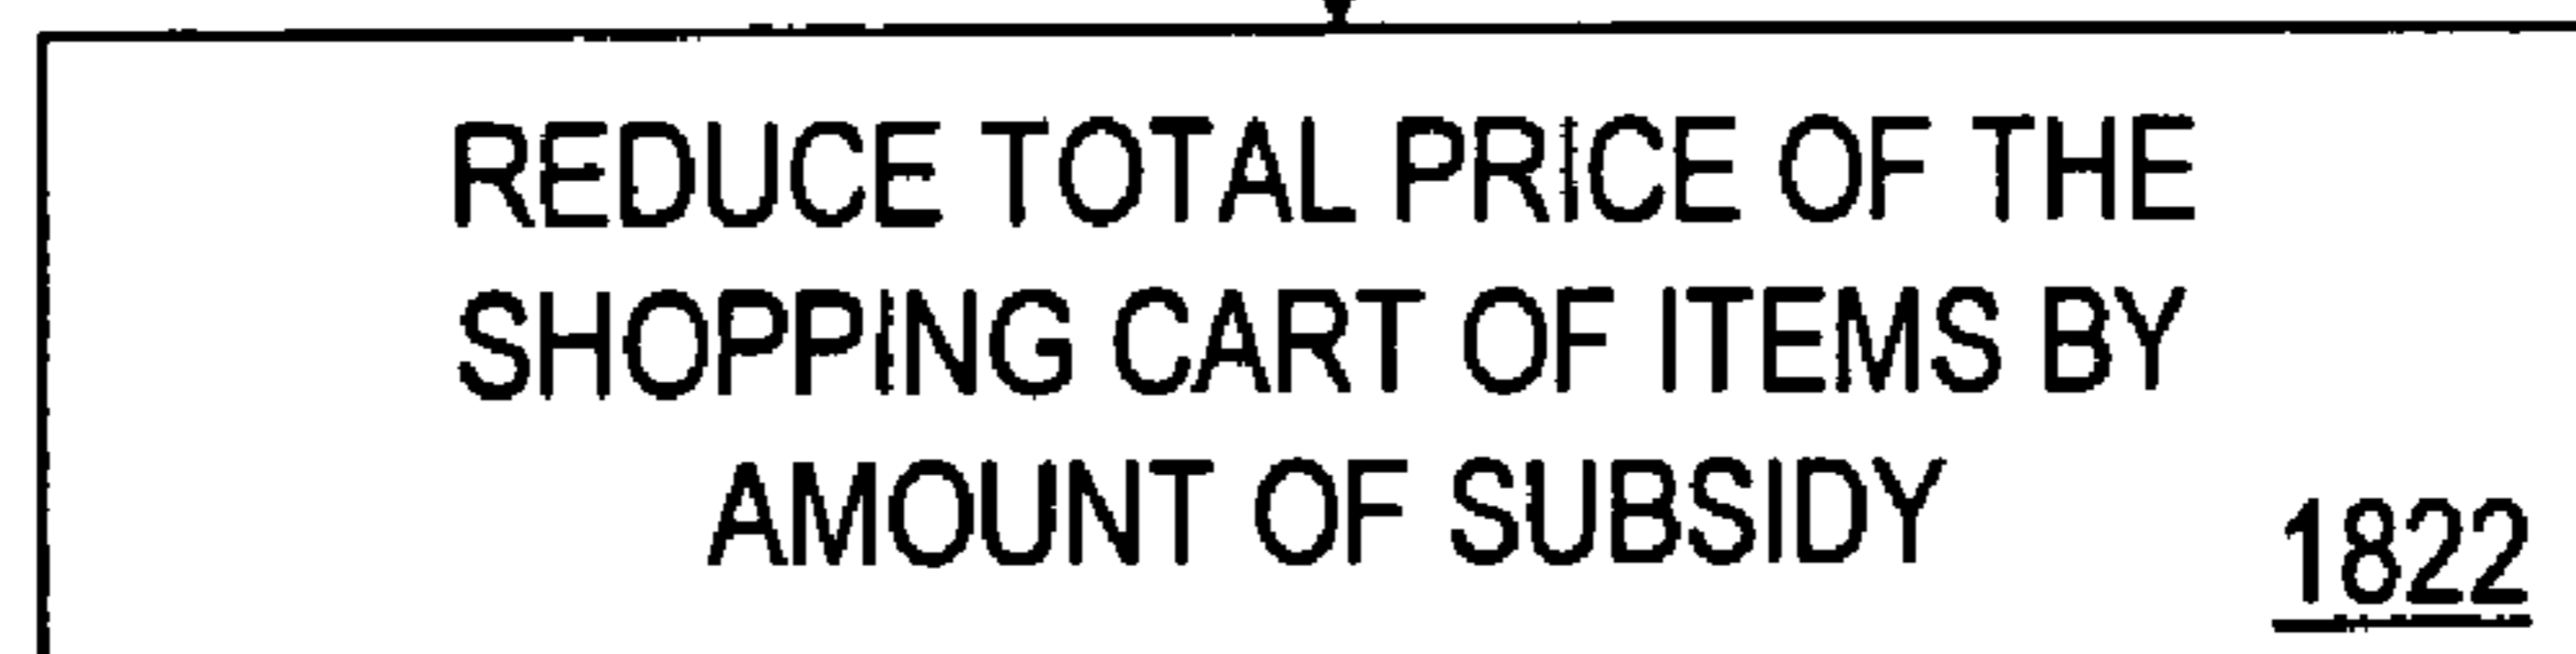 REDUCE TOTAL PRICE OF THE
SHOPPING CART OF ITEMS BY
AMOUNT OF SUBSIDY
1822